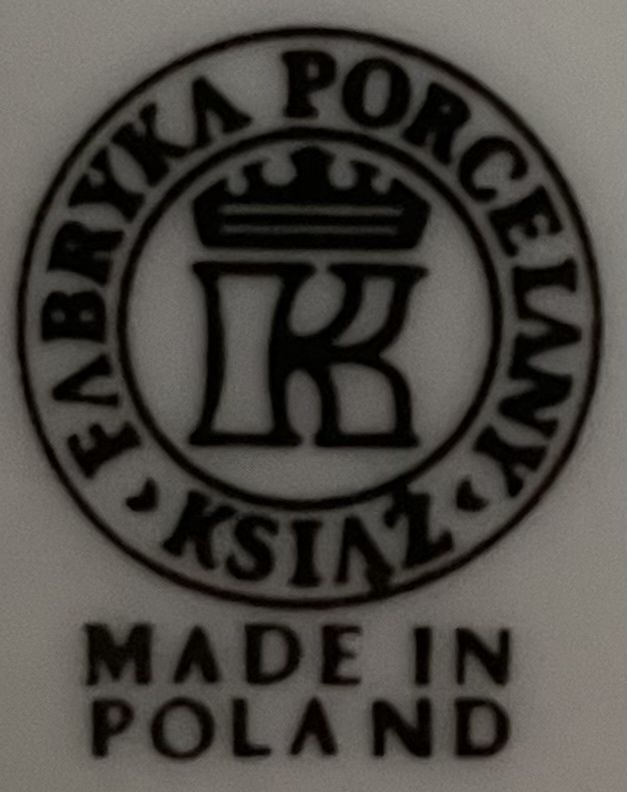 FABRYKA PORCELANY
KSIĄŻ
K
MADE IN
POLAND